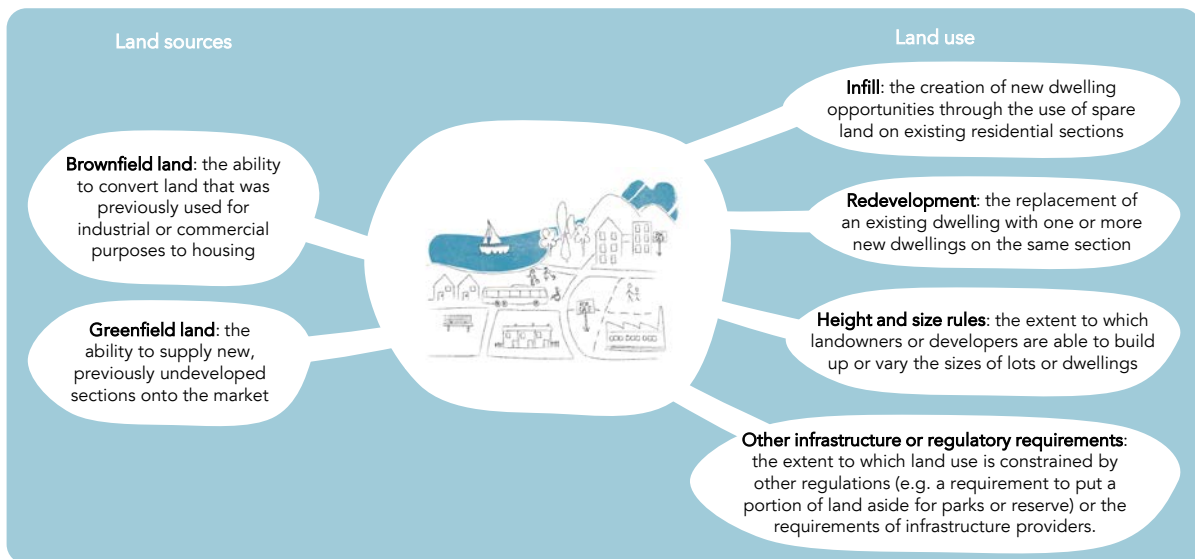 Land sources
Brownfield land: the ability
to convert land that was
previously used for
industrial or commercial
purposes to housing
Greenfield land: the
ability to supply new,
previously undeveloped
sections onto the market
Land use
Infill: the creation of new dwelling
opportunities through the use of spare
land on existing residential sections
Redevelopment: the replacement of
an existing dwelling with one or more
new dwellings on the same section
Height and size rules: the extent to which
landowners or developers are able to build
up or vary the sizes of lots or dwellings
Other infrastructure or regulatory requirements:
the extent to which land use is constrained by
other regulations (e.g. a requirement to put a
portion of land aside for parks or reserve) or the
requirements of infrastructure providers.